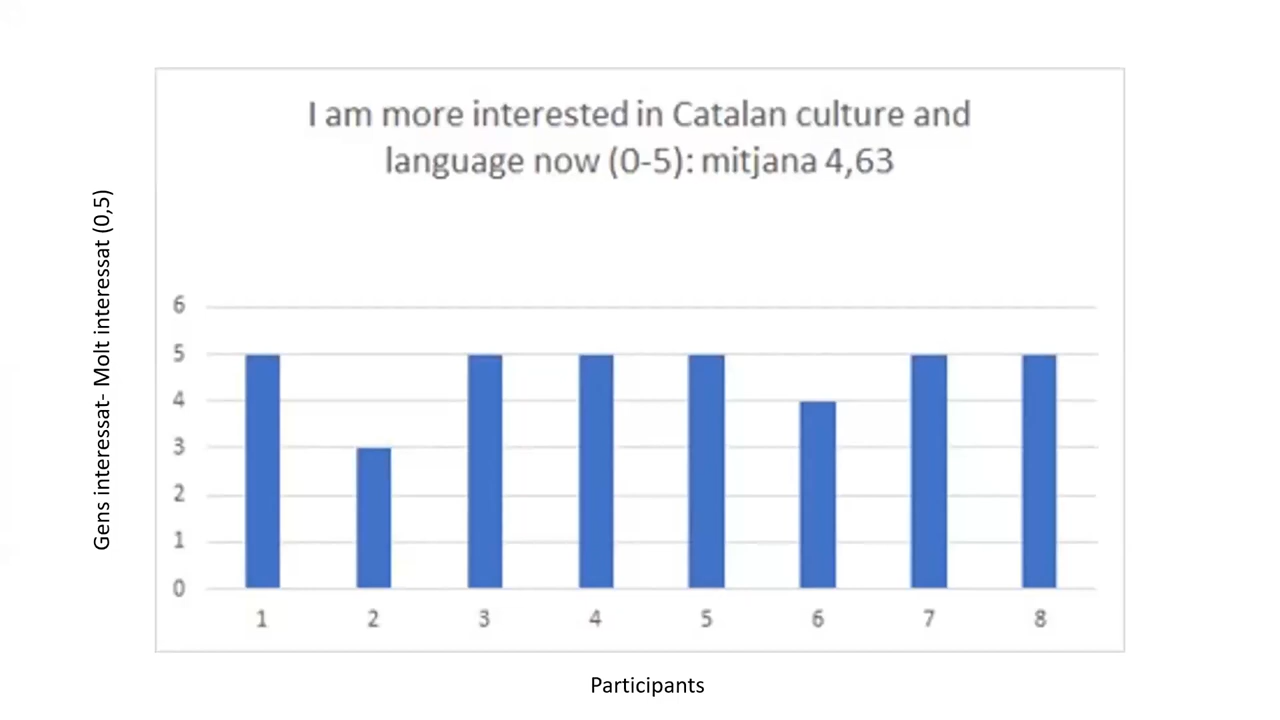 I am more interested in Catalan culture and
language now (0-5): mitjana 4,63
Gens interessat- Molt interessat (0,5)
6
5
4
3
2
1
0
1 2 3 4 5 6 7 8
Participants